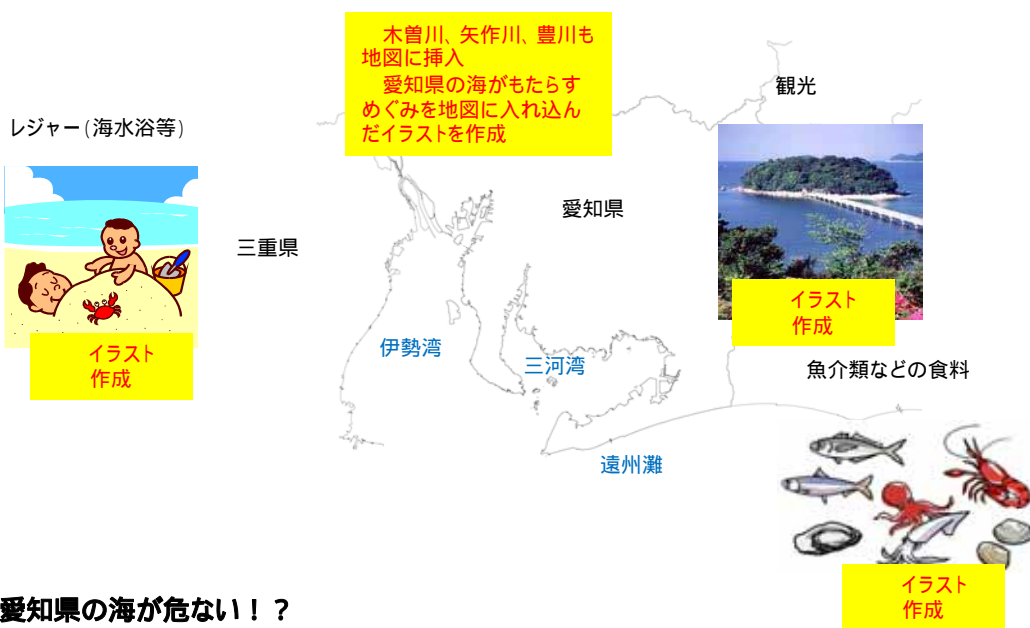 木曽川、矢作川、豊川も
地図に挿入
愛知県の海がもたらす
めぐみを地図に入れ込ん
だイラストを作成
観光
レジャー(海水浴等)
愛知県
三重県
イラスト
作成
伊勢湾
イラスト
作成
三河湾
魚介類などの食料
遠州灘
イラスト
作成
愛知県の海が危ない！？